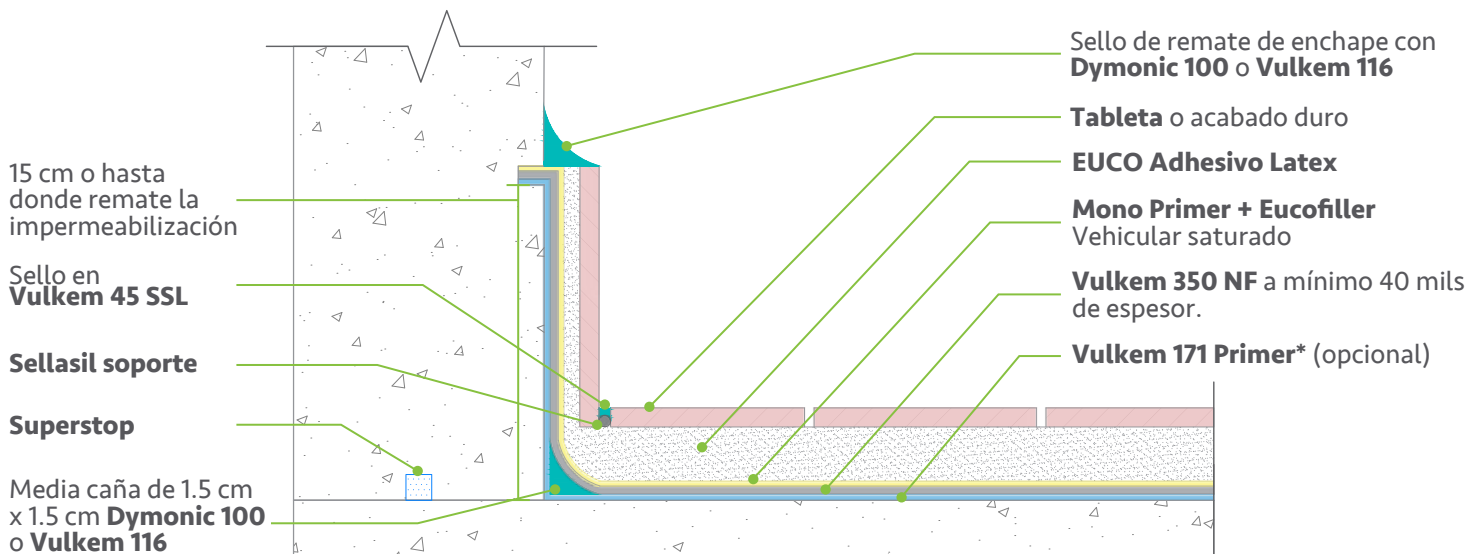 15 cm o hasta
donde remate la
impermeabilización
Sello en
Vulkem 45 SSL
Sellasil soporte
Superstop
Media caña de 1.5 cm
x 1.5 cm Dymonic 100
o Vulkem 116
Sello de remate de enchape con
Dymonic 100 o Vulkem 116
Tableta o acabado duro
EUCO Adhesivo Latex
Mono Primer + Eucofiller
Vehicular saturado
Vulkem 350 NF a mínimo 40 mils
de espesor.
Vulkem 171 Primer* (opcional)